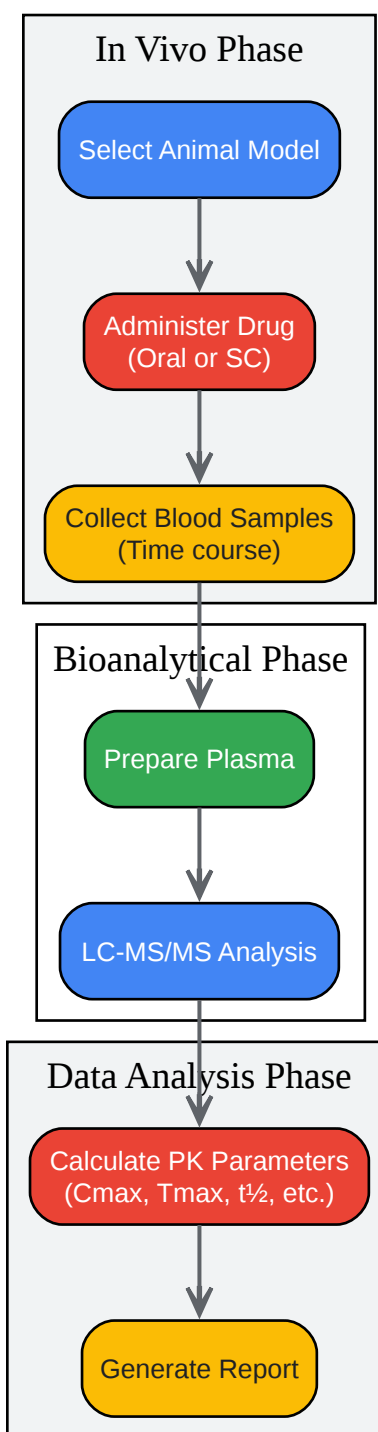 In Vivo Phase
Select Animal Model
Administer Drug
(Oral or SC)
Collect Blood Samples
(Time course)
Bioanalytical Phase
Prepare Plasma
LC-MS/MS Analysis
Data Analysis Phase
Calculate PK Parameters
(Cmax, Tmax, t½, etc.)
Generate Report